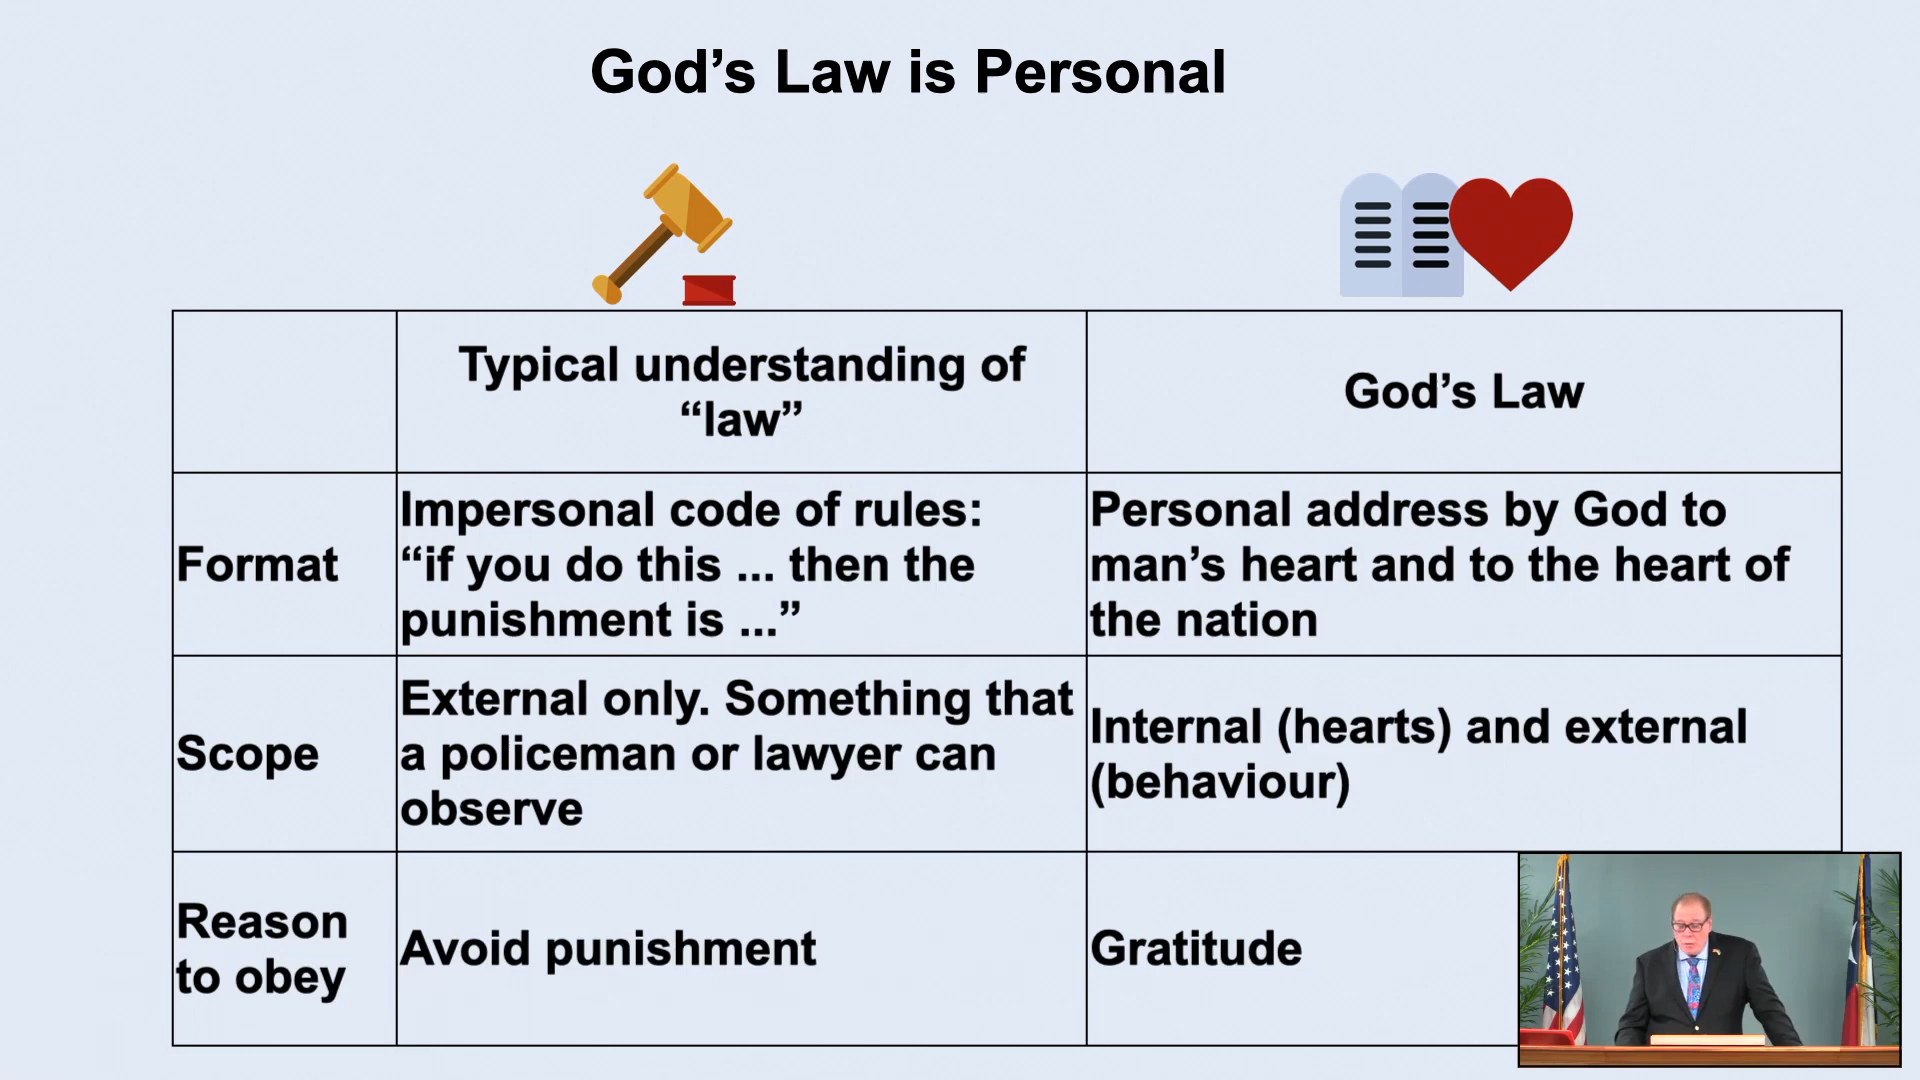 God’s Law is Personal
Typical understanding of
“law”
God’s Law
Format
Impersonal code of rules:
“if you do this ... then the
punishment is ...”
Personal address by God to
man’s heart and to the heart of
the nation
Scope
External only. Something that
a policeman or lawyer can
observe
Internal (hearts) and external
(behaviour)
Reason
to obey
Avoid punishment
Gratitude